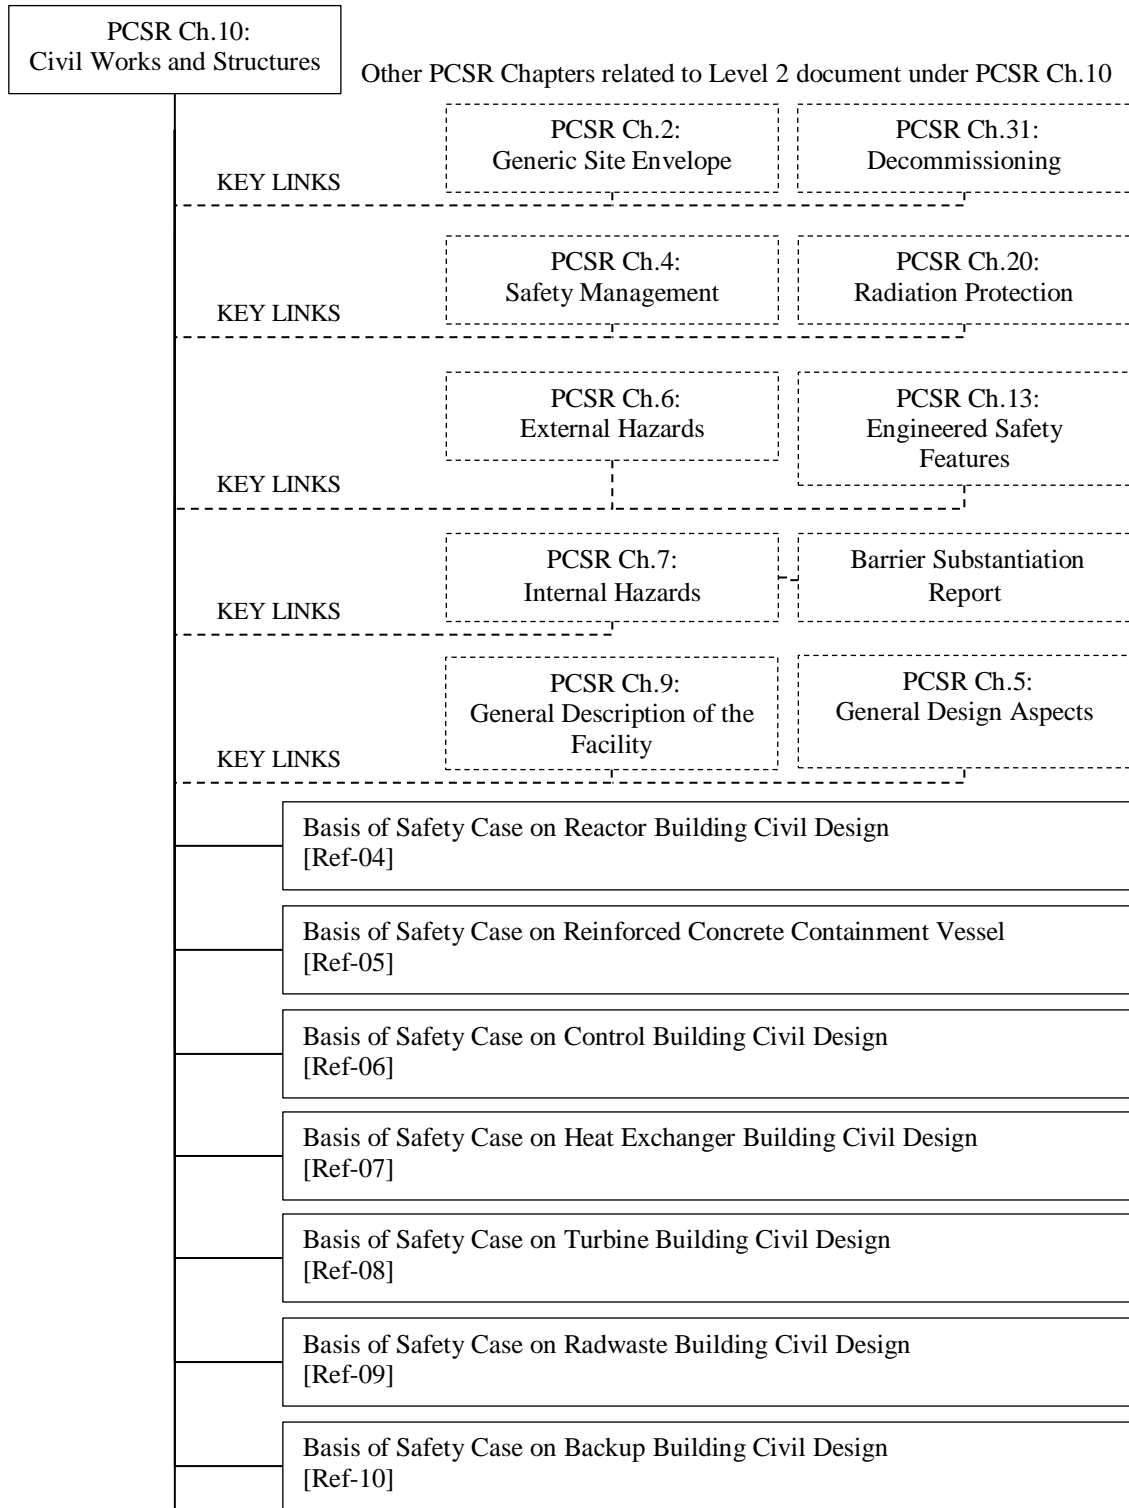 PCSR Ch.10:
Civil Works and Structures
Other PCSR Chapters related to Level 2 document under PCSR Ch.10
PCSR Ch.2:
Generic Site Envelope
PCSR Ch.31:
Decommissioning
KEY LINKS
PCSR Ch.4:
Safety Management
PCSR Ch.20:
Radiation Protection
KEY LINKS
PCSR Ch.6:
External Hazards
PCSR Ch.13:
Engineered Safety
Features
KEY LINKS
PCSR Ch.7:
Internal Hazards
Barrier Substantiation
Report
KEY LINKS
PCSR Ch.9:
General Description of the
Facility
PCSR Ch.5:
General Design Aspects
KEY LINKS
Basis of Safety Case on Reactor Building Civil Design
[Ref-04]
Basis of Safety Case on Reinforced Concrete Containment Vessel
[Ref-05]
Basis of Safety Case on Control Building Civil Design
[Ref-06]
Basis of Safety Case on Heat Exchanger Building Civil Design
[Ref-07]
Basis of Safety Case on Turbine Building Civil Design
[Ref-08]
Basis of Safety Case on Radwaste Building Civil Design
[Ref-09]
Basis of Safety Case on Backup Building Civil Design
[Ref-10]